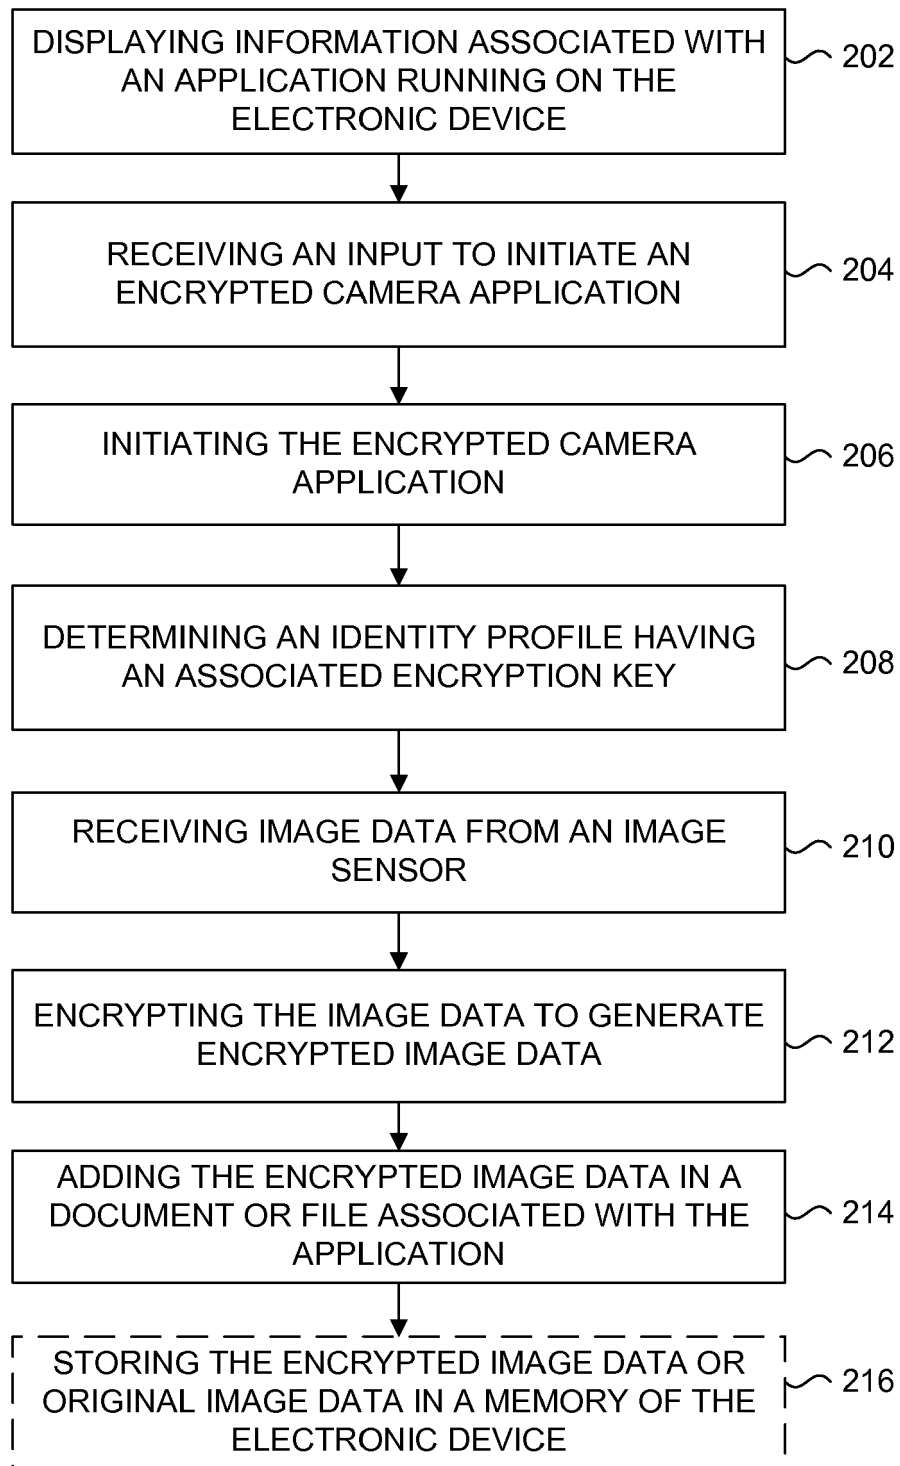 DISPLAYING INFORMATION ASSOCIATED WITH
AN APPLICATION RUNNING ON THE
ELECTRONIC DEVICE
202
RECEIVING AN INPUT TO INITIATE AN
ENCRYPTED CAMERA APPLICATION
204
INITIATING THE ENCRYPTED CAMERA
APPLICATION
206
DETERMINING AN IDENTITY PROFILE HAVING
AN ASSOCIATED ENCRYPTION KEY
208
RECEIVING IMAGE DATA FROM AN IMAGE
SENSOR
210
ENCRYPTING THE IMAGE DATA TO GENERATE
ENCRYPTED IMAGE DATA
212
ADDING THE ENCRYPTED IMAGE DATA IN A
DOCUMENT OR FILE ASSOCIATED WITH THE
APPLICATION
214
STORING THE ENCRYPTED IMAGE DATA OR
ORIGINAL IMAGE DATA IN A MEMORY OF THE
ELECTRONIC DEVICE
216